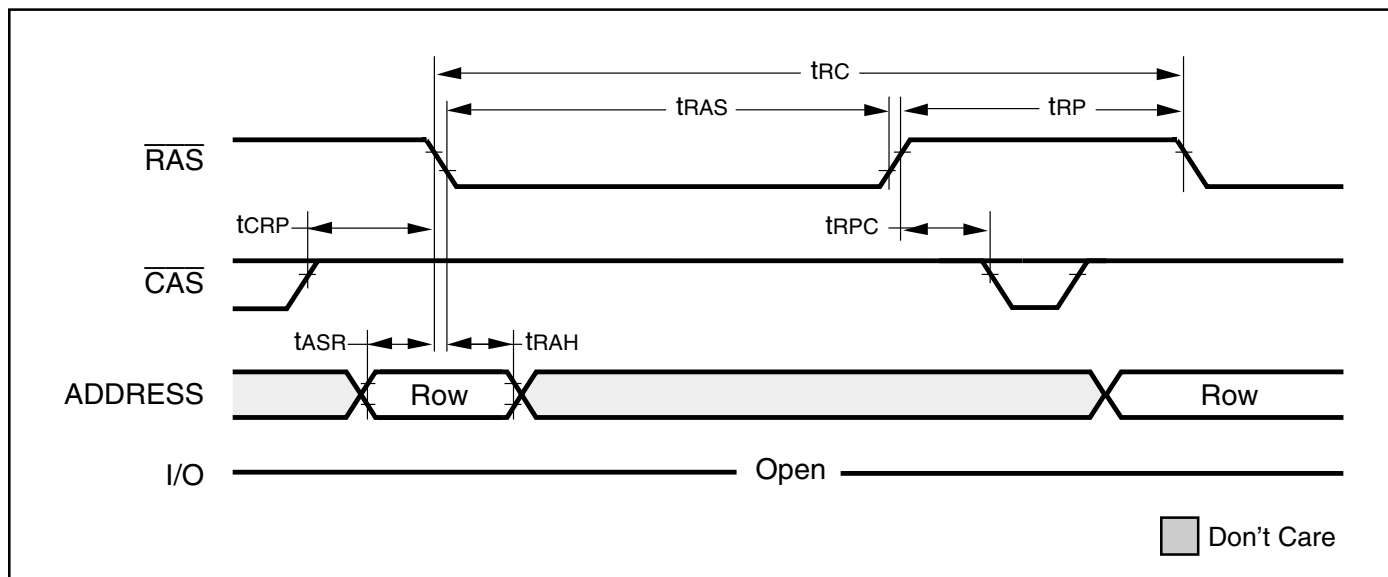 tRC
tRAS
tRP
RAS
tCRP
tRPC
CAS
tASR
tRAH
ADDRESS
Row
Row
I/O
Open
Don't Care